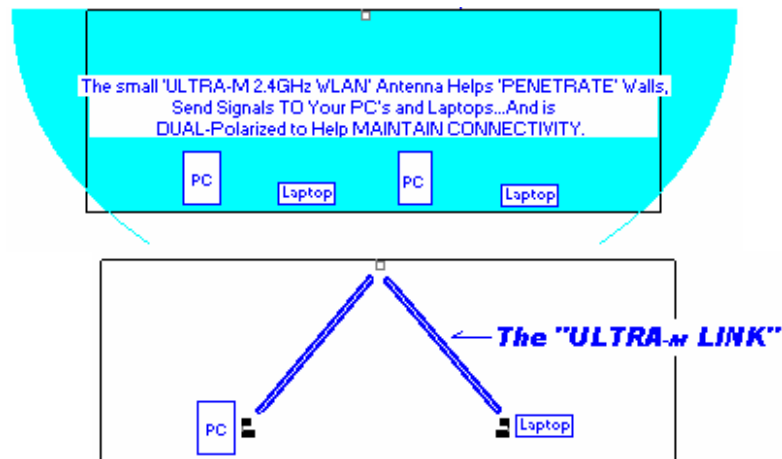 The small 'ULTRA-M 2.4GHz WLAN' Antenna Helps 'PENETRATE' Walls,
Send Signals TO Your PC's and Laptops...And is
DUAL-Polarized to Help MAINTAIN CONNECTIVITY.
PC Laptop PC Laptop
The "ULTRA-M LINK"
PC Laptop